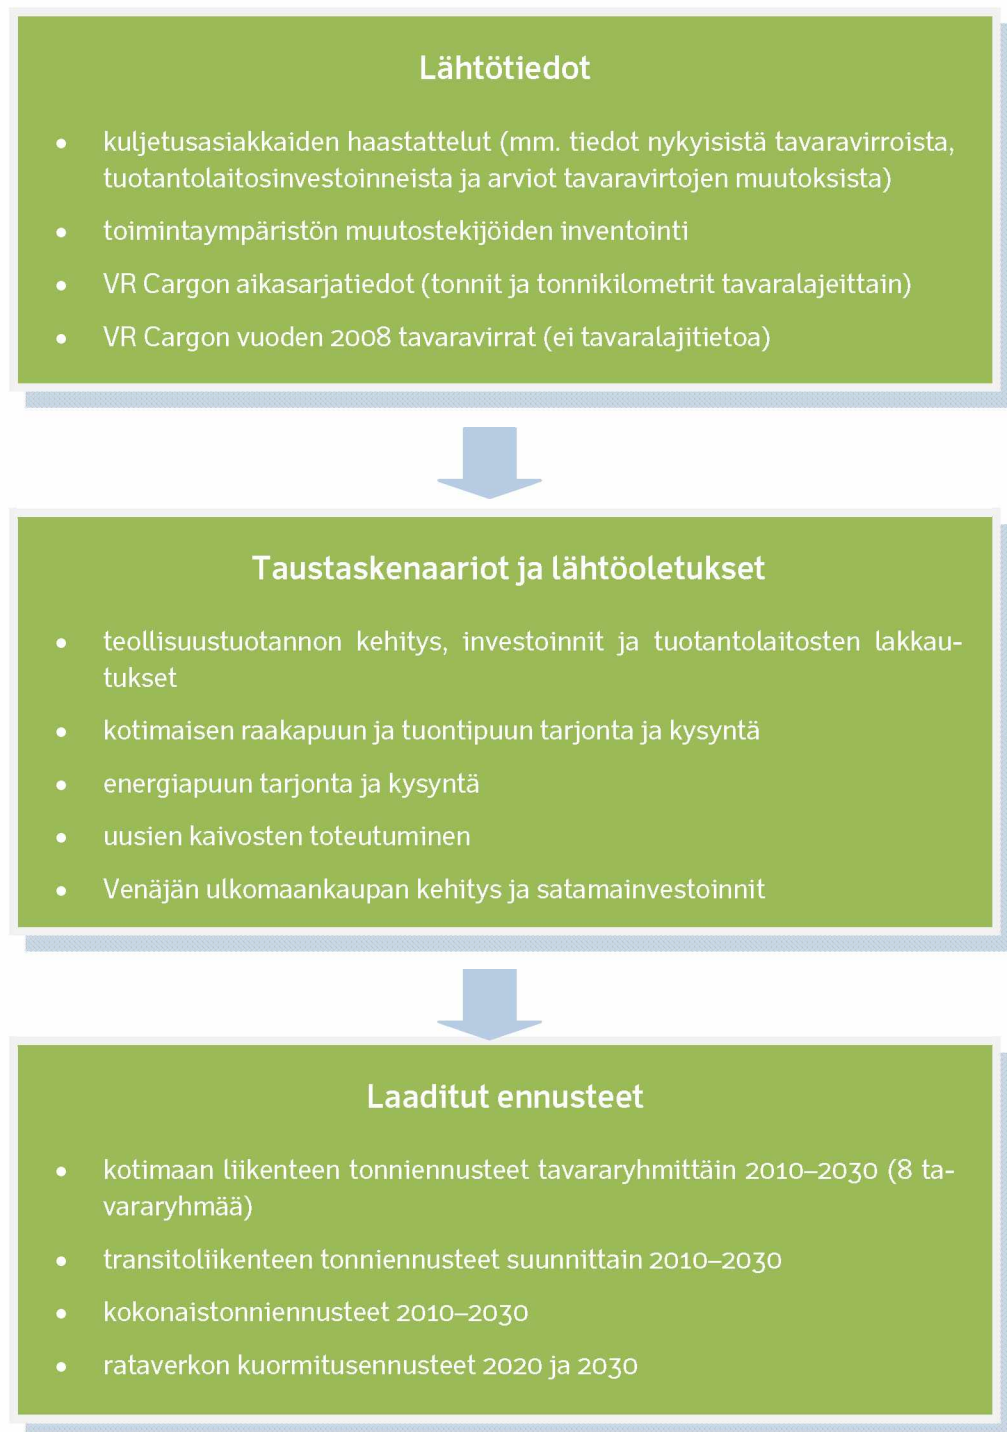 Lähtötiedot
• kuljetusasiakkaiden haastattelut (mm. tiedot nykyisistä tavaravirroista,
tuotantolaitosinvestoinneista ja arviot tavaravirtojen muutoksista)
• toimintaympäristön muutostekijöiden inventointi
• VR Cargon aikasarjatiedot (tonnit ja tonnikilometrit tavaralajeittain)
• VR Cargon vuoden 2008 tavaravirrat (ei tavaralajitietoa)
Taustaskenaariot ja lähtöoletukset
• teollisuustuotannon kehitys, investoinnit ja tuotantolaitosten lakkau-
tukset
• kotimaisen raakapuun ja tuontipuun tarjonta ja kysyntä
• energiapuun tarjonta ja kysyntä
• uusien kaivosten toteutuminen
• Venäjän ulkomaankaupan kehitys ja satamainvestoinnit
Laaditut ennusteet
• kotimaan liikenteen tonniennusteet tavararyhmittäin 2010–2030 (8 ta-
vararyhmää)
• transitoliikenteen tonniennusteet suunnittain 2010–2030
• kokonaistonniennusteet 2010–2030
• rataverkon kuormitusennusteet 2020 ja 2030